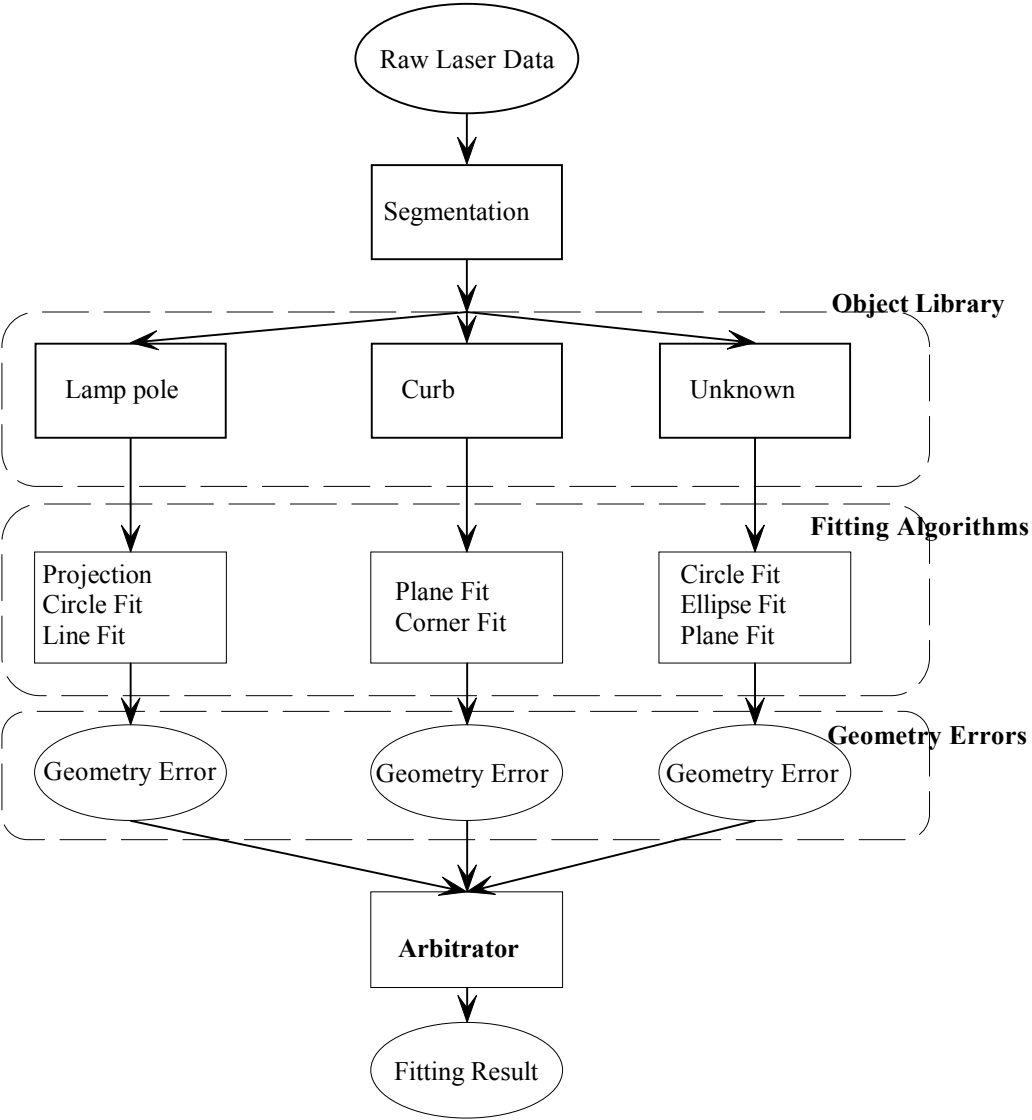 Raw Laser Data
Segmentation
Object Library
Lamp pole
Curb
Unknown
Fitting Algorithms
Projection
Circle Fit
Line Fit
Plane Fit
Corner Fit
Circle Fit
Ellipse Fit
Plane Fit
Geometry Errors
Geometry Error
Geometry Error
Geometry Error
Arbitrator
Fitting Result